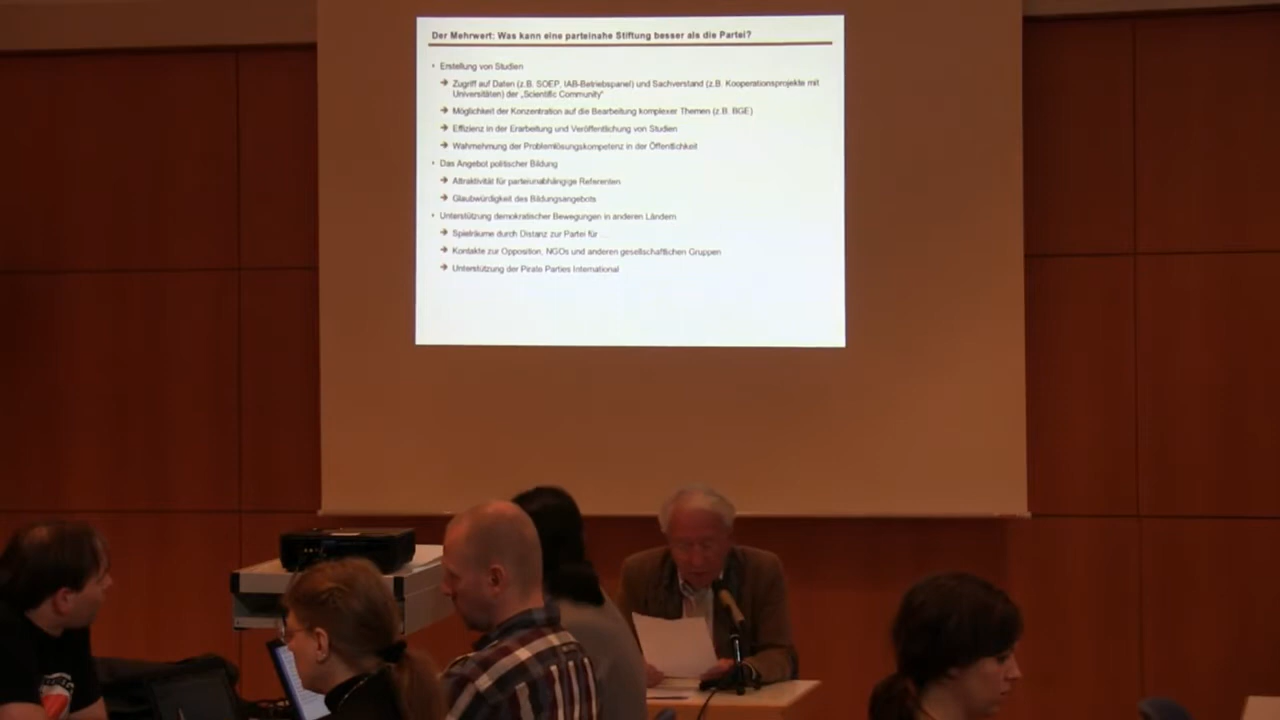 Der Mehrwert: Was kann eine parteinahe Stiftung besser als die Partei?
• Erstellung von Studien
➔ Zugriff auf Daten (z.B. SOEP, IAB-Betriebspanel) und Sachverstand (z.B. Kooperationsprojekte mit
Universitäten) der „Scientific Community"
➔ Möglichkeit der Konzentration auf die Bearbeitung komplexer Themen (z.B. BGE)
➔ Effizienz in der Erarbeitung und Veröffentlichung von Studien
➔ Wahrnehmung der Problemlösungskompetenz in der Öffentlichkeit
• Das Angebot politischer Bildung
➔ Attraktivität für parteiunabhängige Referenten
➔ Glaubwürdigkeit des Bildungsangebots
• Unterstützung demokratischer Bewegungen in anderen Ländern
➔ Spielräume durch Distanz zur Partei für ...
➔ Kontakte zur Opposition, NGOs und anderen gesellschaftlichen Gruppen
➔ Unterstützung der Pirate Parties International